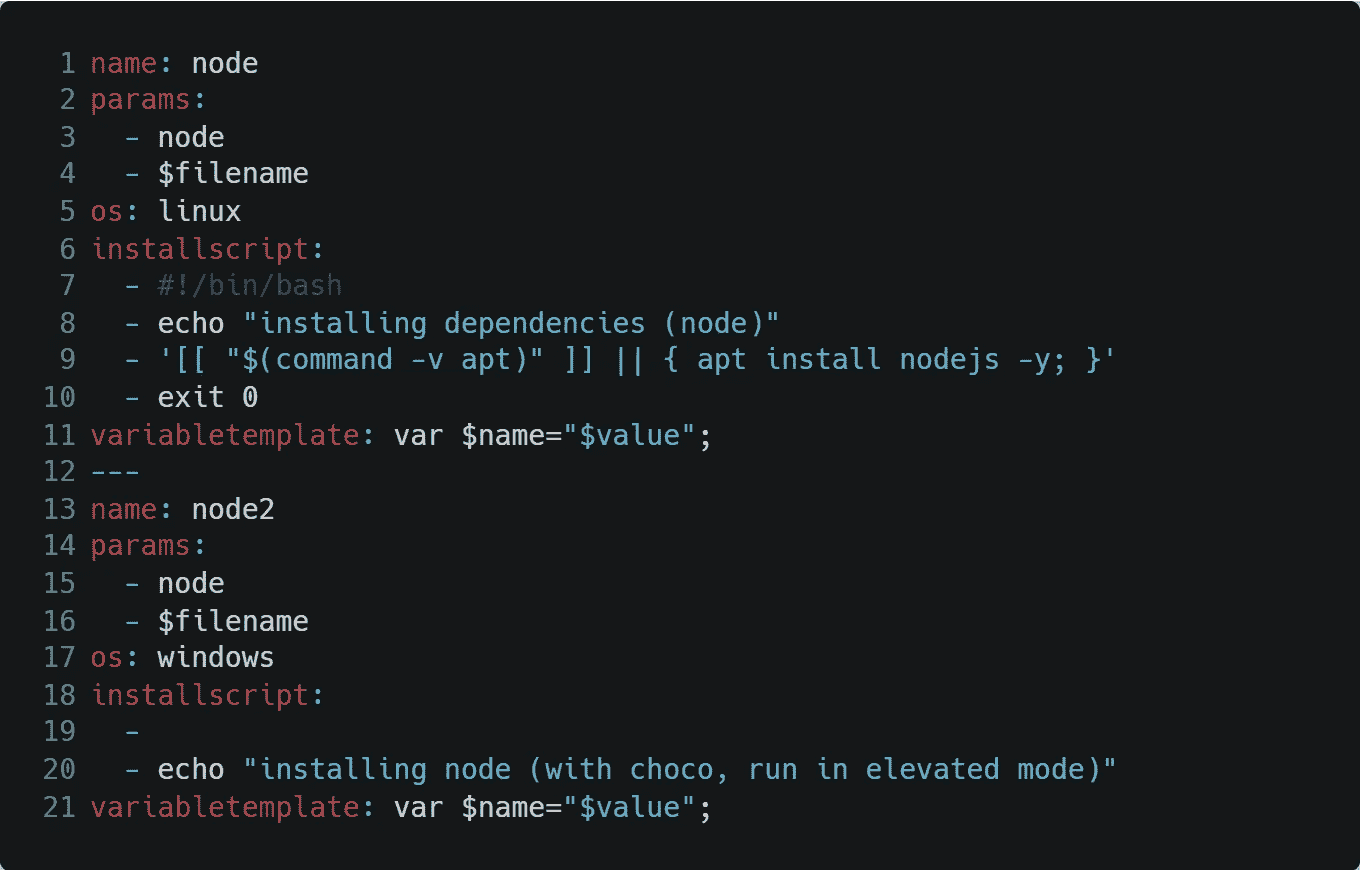 1 name: node
2 params:
3   - node
4   - $filename
5 os: linux
6 installscript:
7   - #!/bin/bash
8   - echo "installing dependencies (node)"
9   - '[[ "$(command -v apt)" ]] || { apt install nodejs -y; }'
10   - exit 0
11 variabletemplate: var $name="$value";
12 ---
13 name: node2
14 params:
15   - node
16   - $filename
17 os: windows
18 installscript:
19   -
20   - echo "installing node (with choco, run in elevated mode)"
21 variabletemplate: var $name="$value";